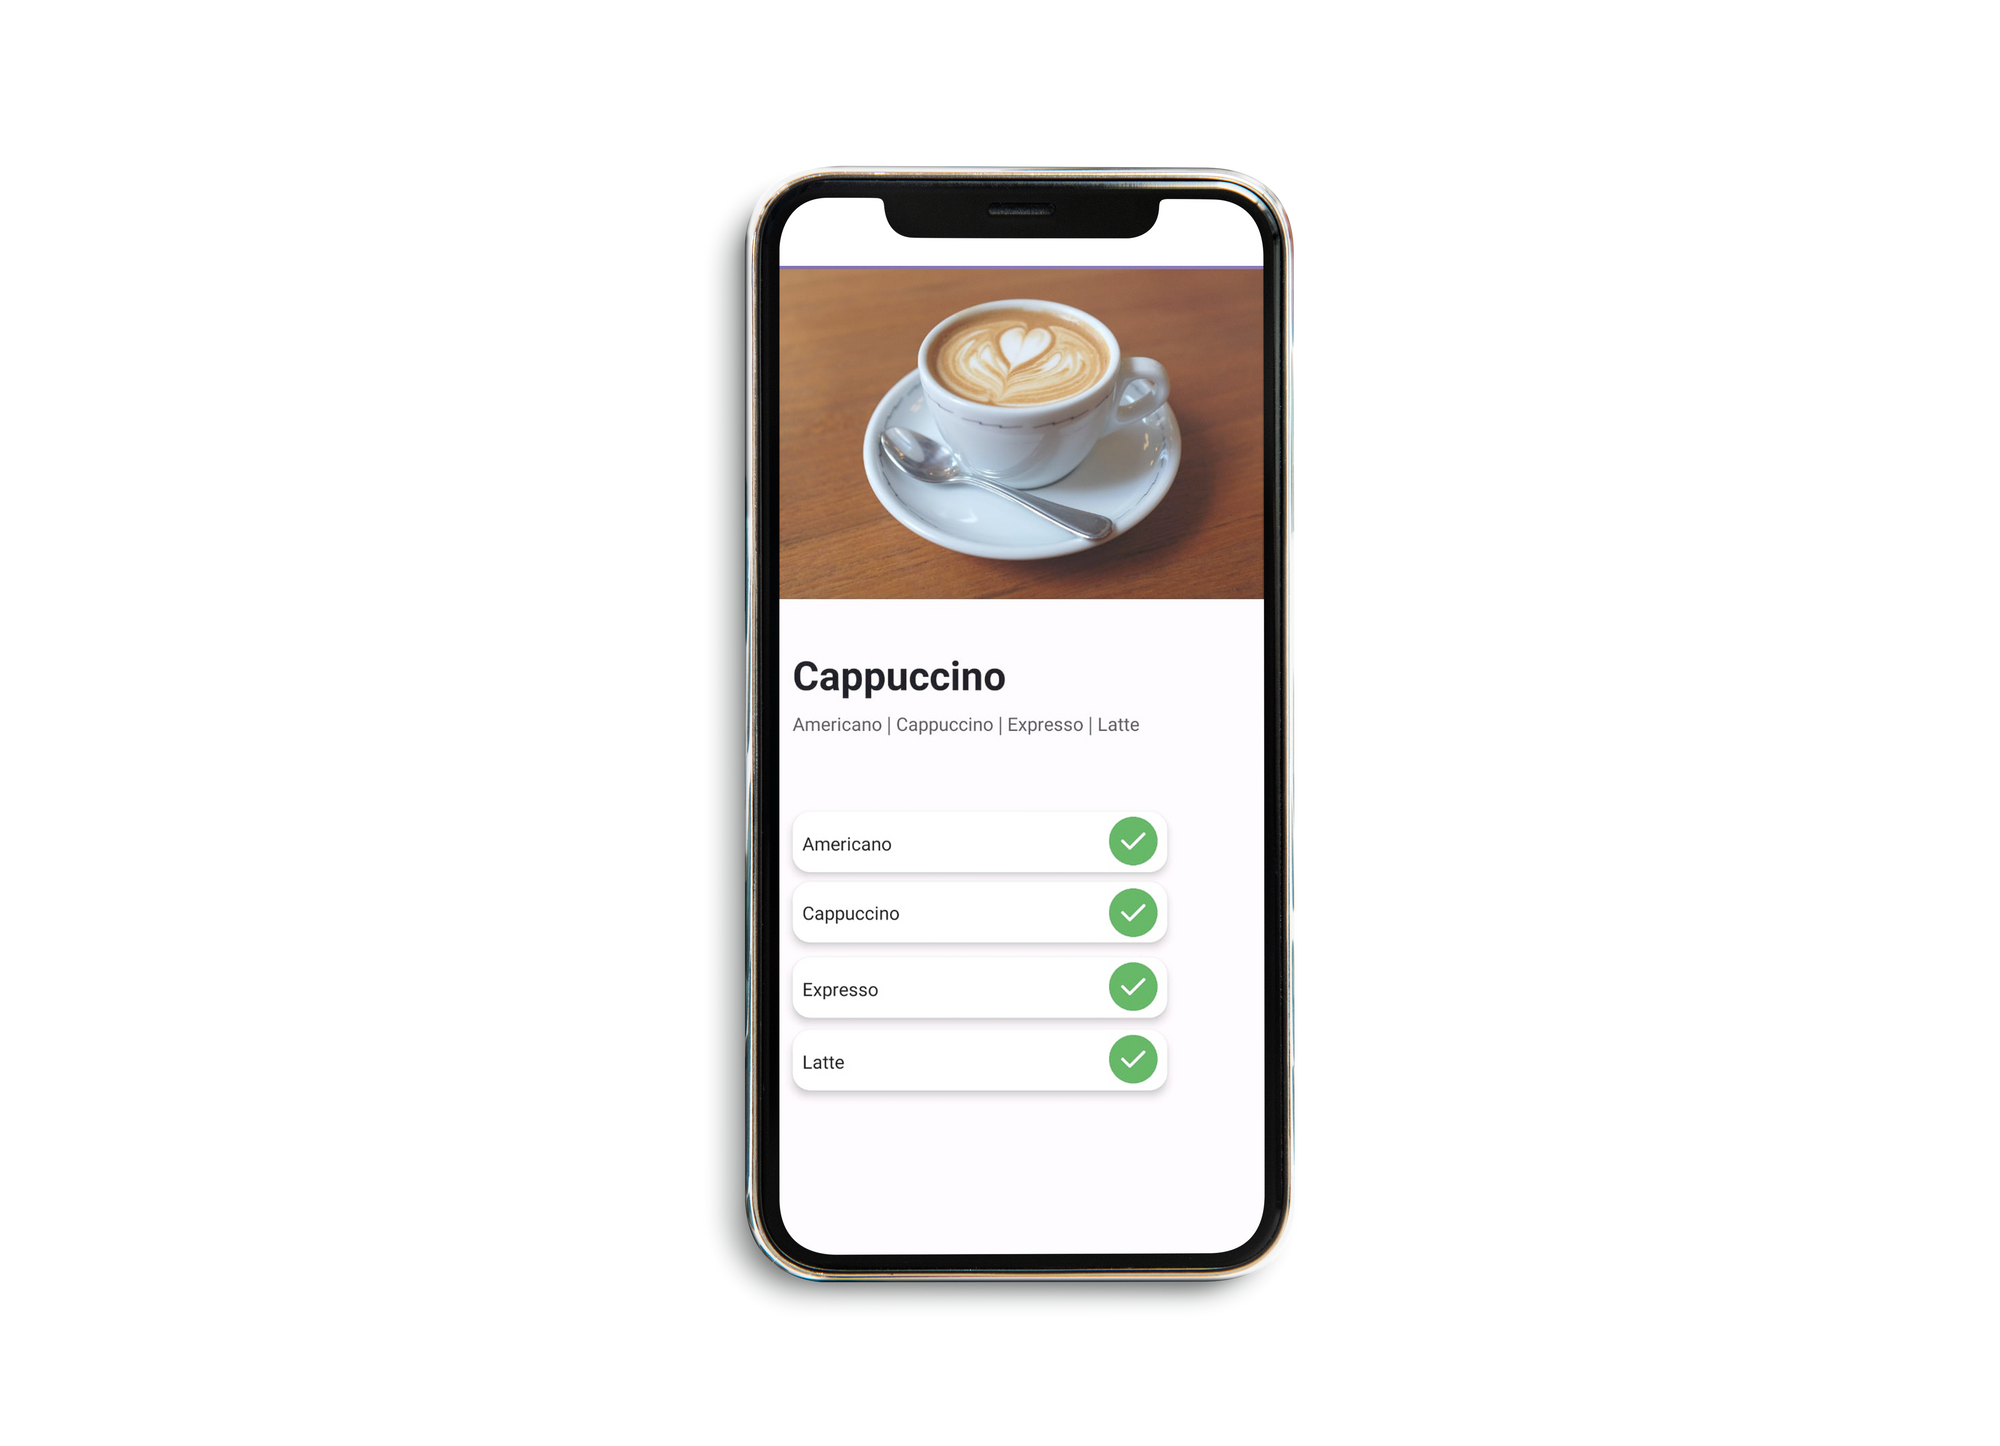 Cappuccino
Americano | Cappuccino | Expresso | Latte
Americano
Cappuccino
Expresso
Latte